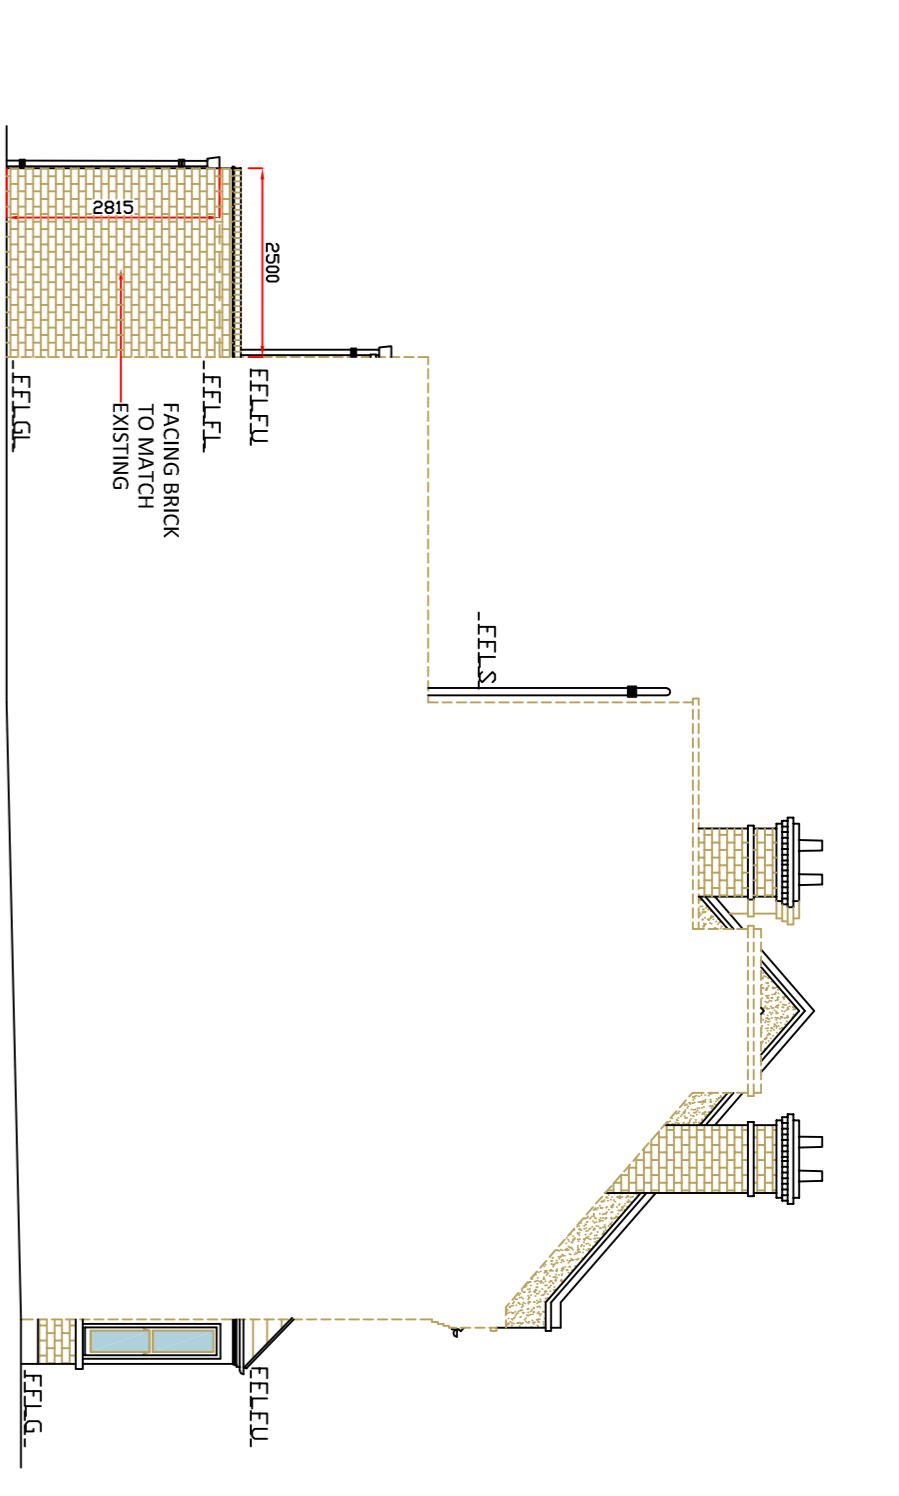 2815
2500
FFLGL
FFLFL
FFLFU
FACING BRICK
TO MATCH
EXISTING
FFLS
FFLG
FFLFU